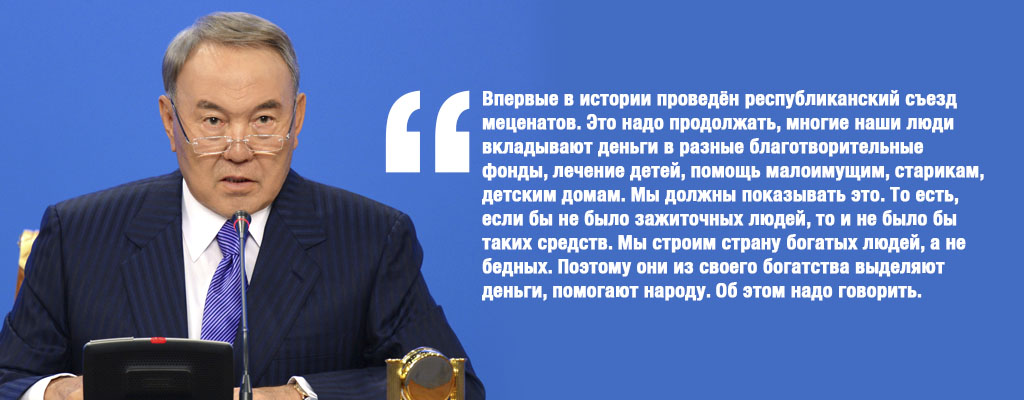 Впервые в истории проведён республиканский съезд
меценатов. Это надо продолжать, многие наши люди
вкладывают деньги в разные благотворительные
фонды, лечение детей, помощь малоимущим, старикам,
детским домам. Мы должны показывать это. То есть,
если бы не было зажиточных людей, то и не было бы
таких средств. Мы строим страну богатых людей, а не
бедных. Поэтому они из своего богатства выделяют
деньги, помогают народу. Об этом надо говорить.